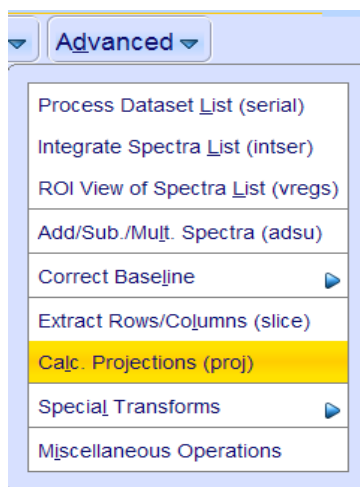 Advanced
Process Dataset List (serial)
Integrate Spectra List (intser)
ROI View of Spectra List (vregs)
Add/Sub./Mult. Spectra (adsu)
Correct Baseline
Extract Rows/Columns (slice)
Calc. Projections (proj)
Special Transforms
Miscellaneous Operations